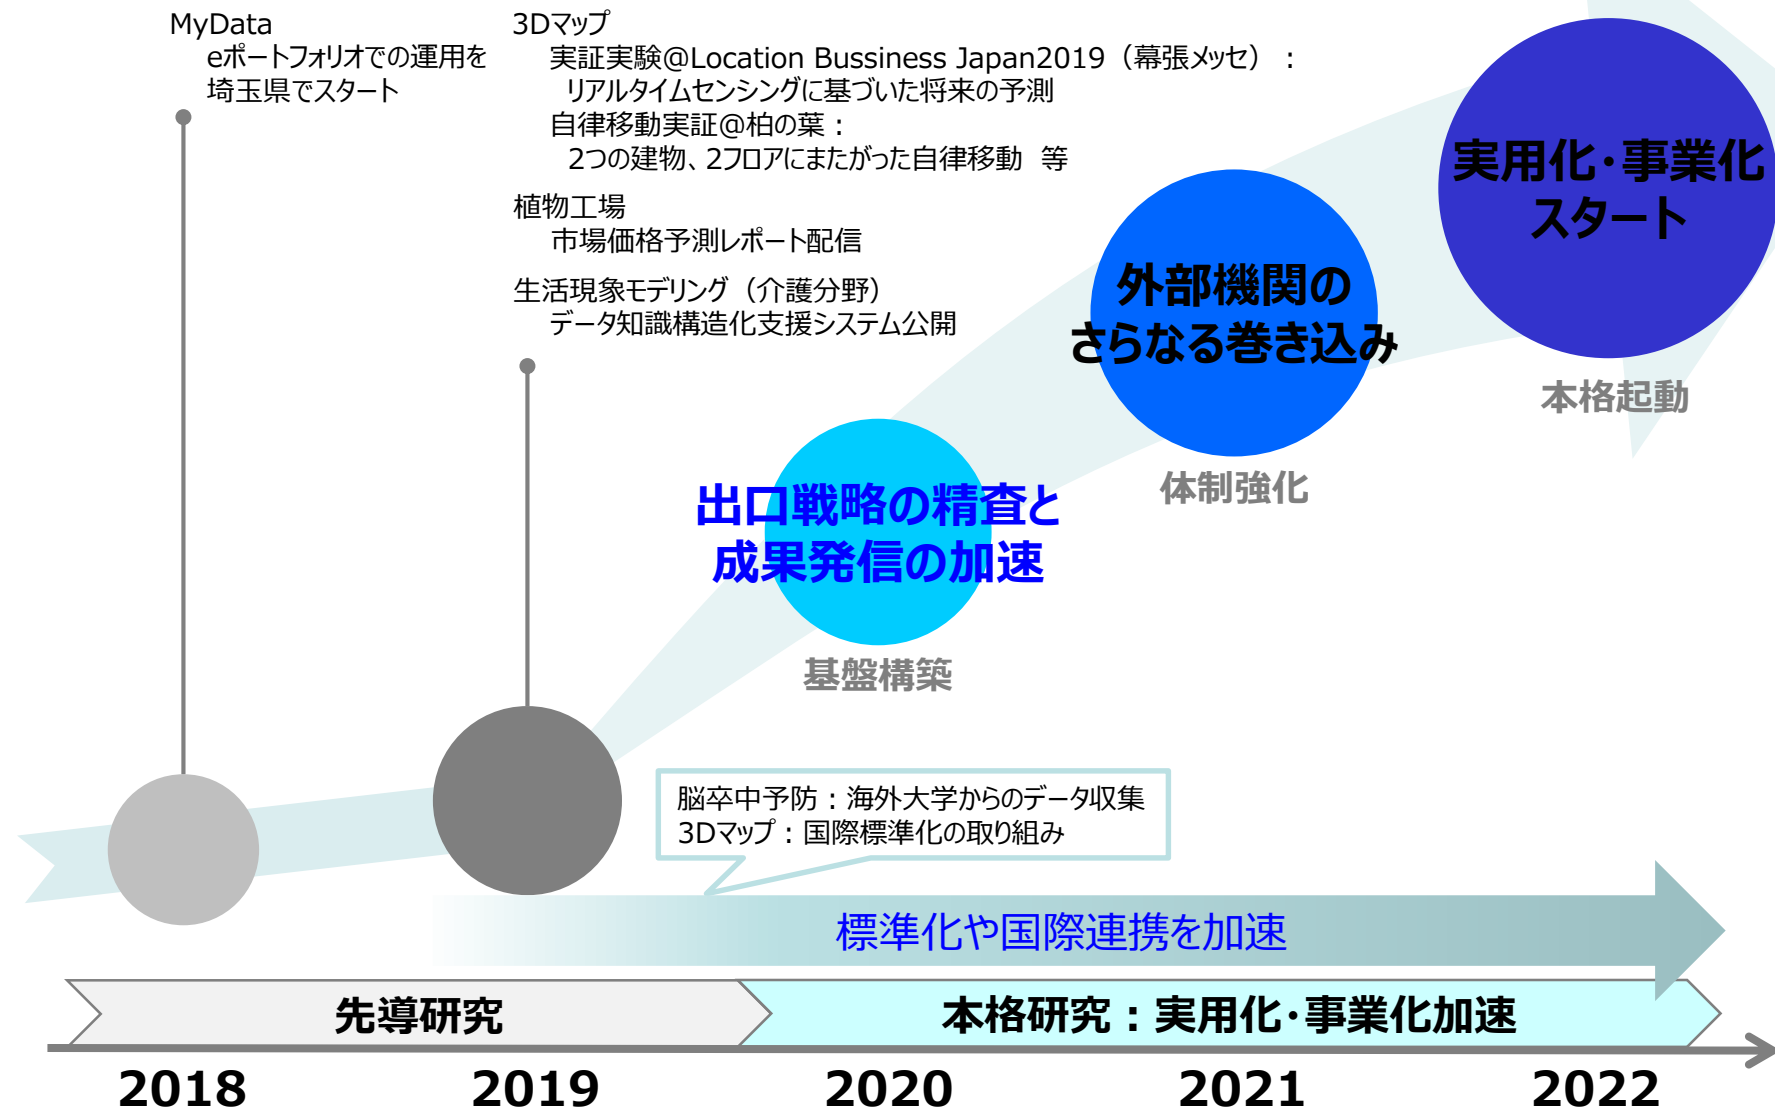 MyData
eポートフォリオでの運用を
埼玉県でスタート
3Dマップ
実証実験@Location Bussiness Japan2019（幕張メッセ）：
リアルタイムセンシングに基づいた将来の予測
自律移動実証@柏の葉：
2つの建物、2フロアにまたがった自律移動　等
植物工場
市場価格予測レポート配信
生活現象モデリング（介護分野）
データ知識構造化支援システム公開
実用化・事業化
スタート
本格起動
外部機関の
さらなる巻き込み
体制強化
出口戦略の精査と
成果発信の加速
基盤構築
脳卒中予防：海外大学からのデータ収集
3Dマップ：国際標準化の取り組み
標準化や国際連携を加速
先導研究
本格研究：実用化・事業化加速
2018
2019
2020
2021
2022